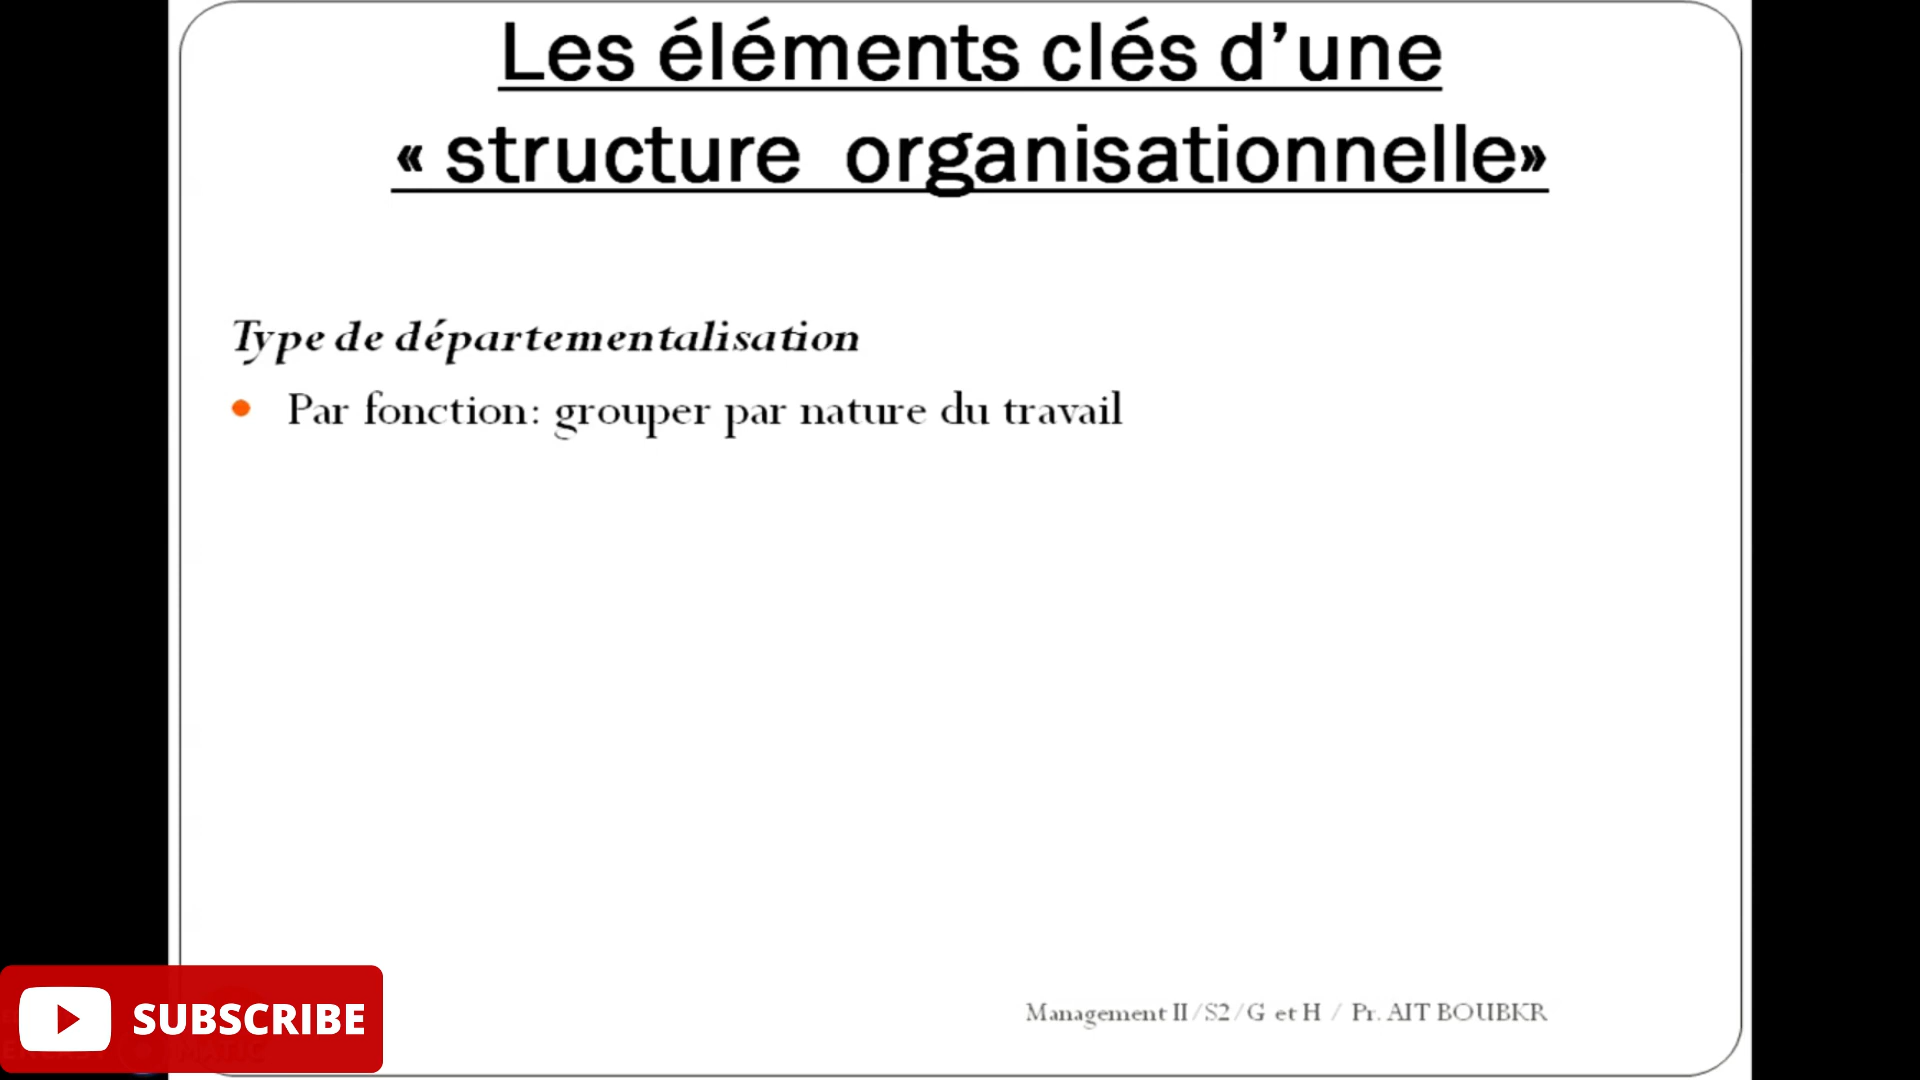 Les éléments clés d’une
« structure organisationnelle»
Type de départementalisation
• Par fonction: grouper par nature du travail
Management II/S2/G et H / Pr. AIT BOUBKR
SUBSCRIBE